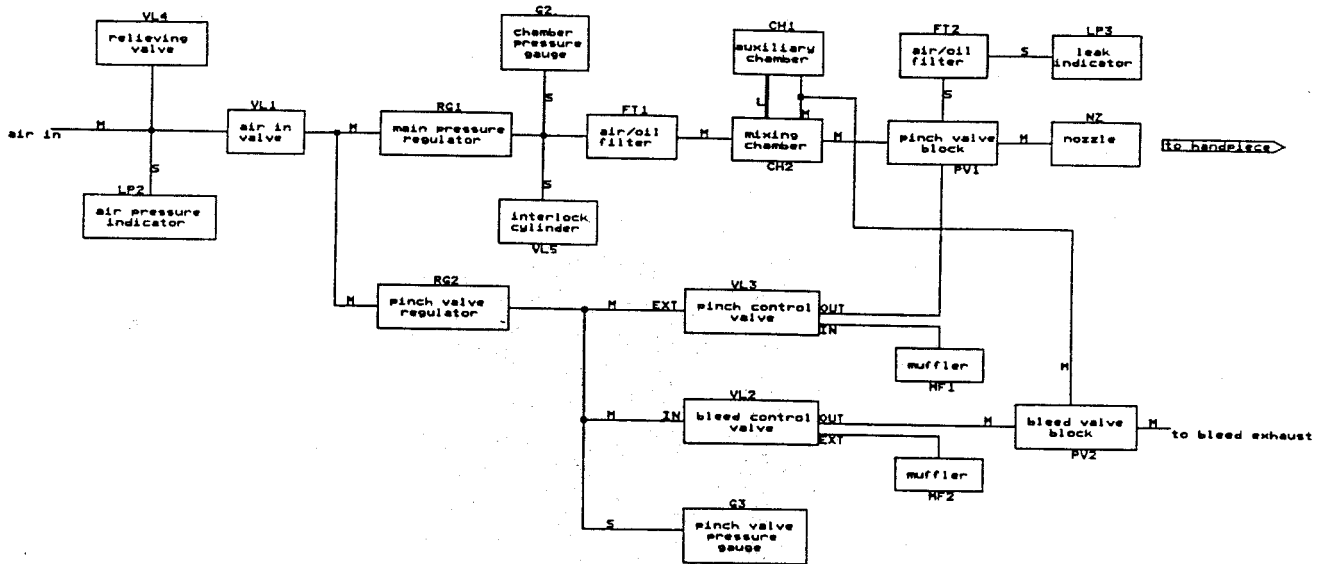 VL4
relieving
valve
G2
chamber
pressure
gauge
CH1
auxiliary
chamber
FT2
air/oil
filter
S
LP3
leak
indicator
air in
M
S
VL1
air in
valve
M
RG1
main pressure
regulator
S
S
FT1
air/oil
filter
M
L
M
mixing
chamber
CH2
M
S
pinch valve
block
PV1
M
NZ
nozzle
to handpiece
LP2
air pressure
indicator
interlock
cylinder
VL5
M
RG2
pinch valve
regulator
M
EXT
VL3
pinch control
valve
OUT
IN
muffler
MF1
M
M
IN
VL2
bleed control
valve
OUT
EXT
M
bleed valve
block
PV2
M
to bleed exhaust
muffler
MF2
S
G3
pinch valve
pressure
gauge